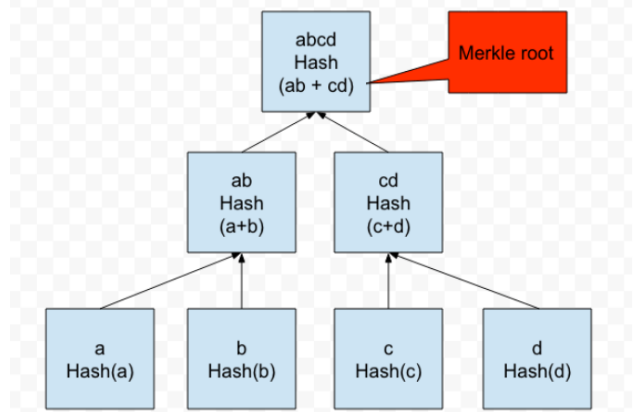 abcd
Hash
(ab + cd)
Merkle root
ab
Hash
(a+b)
cd
Hash
(c+d)
a
Hash(a)
b
Hash(b)
c
Hash(c)
d
Hash(d)